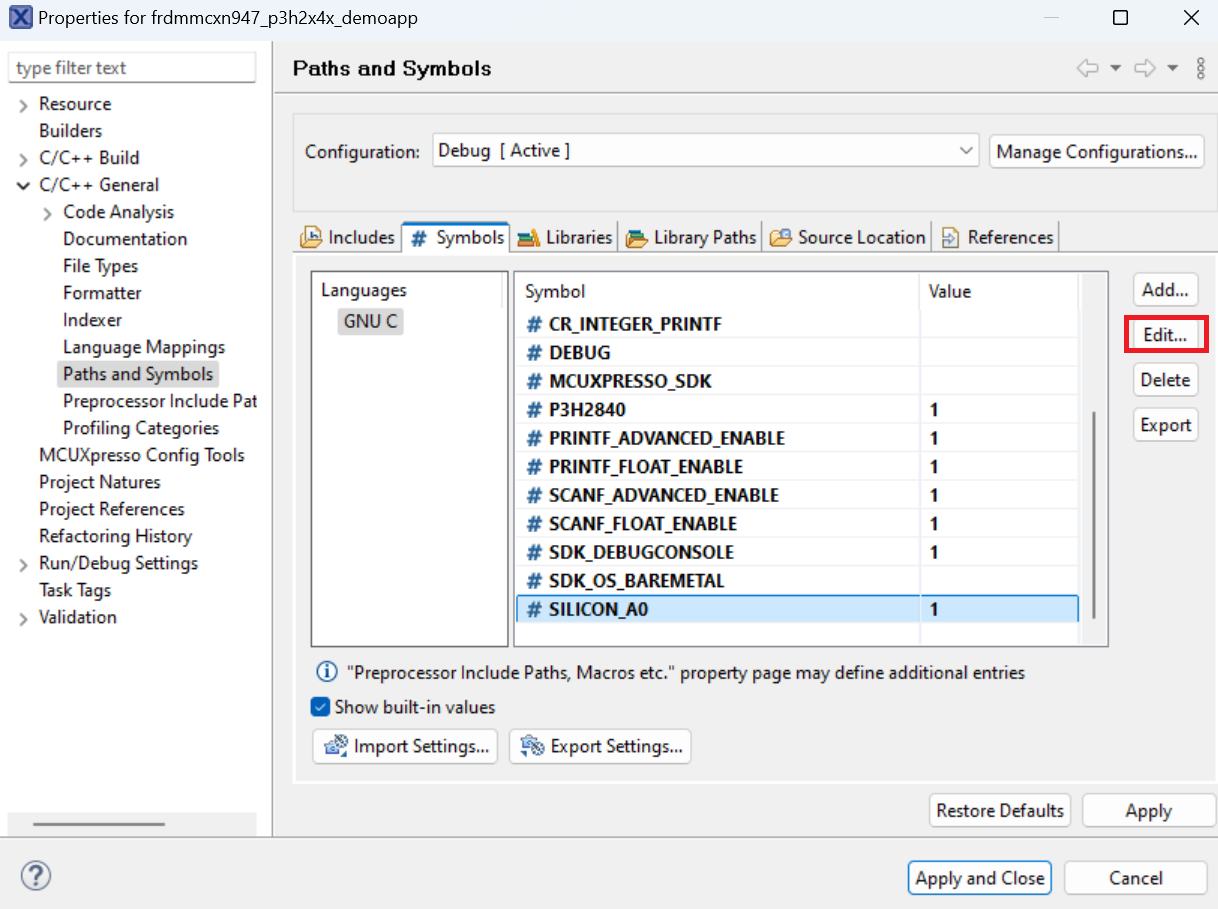 Properties for frdmmcxn947_p3h2x4x_demoapp
type filter text
Resource
Builders
C/C++ Build
C/C++ General
Code Analysis
Documentation
File Types
Formatter
Indexer
Language Mappings
Paths and Symbols
Preprocessor Include Pat
Profiling Categories
MCUXpresso Config Tools
Project Natures
Project References
Refactoring History
Run/Debug Settings
Task Tags
Validation
Paths and Symbols
Configuration: Debug [ Active ] Manage Configurations...
Includes # Symbols Libraries Library Paths Source Location References
Languages
GNU C
Symbol Value
# CR_INTEGER_PRINTF
# DEBUG
# MCUXPRESSO_SDK
# P3H2840 1
# PRINTF_ADVANCED_ENABLE 1
# PRINTF_FLOAT_ENABLE 1
# SCANF_ADVANCED_ENABLE 1
# SCANF_FLOAT_ENABLE 1
# SDK_DEBUGCONSOLE 1
# SDK_OS_BAREMETAL
# SILICON_A0 1
Add...
Edit...
Delete
Export
"Preprocessor Include Paths, Macros etc." property page may define additional entries
Show built-in values
Import Settings... Export Settings...
Restore Defaults Apply
? Apply and Close Cancel